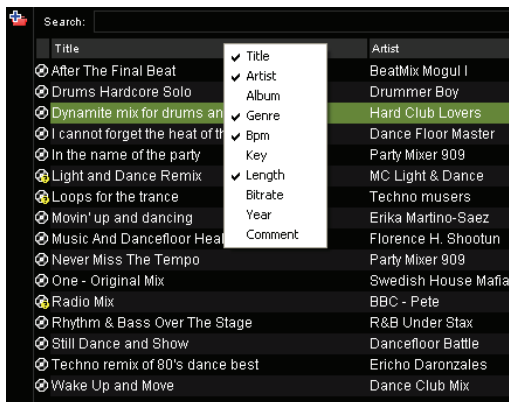 Search:
Title Artist
After The Final Beat BeatMix Mogul I
Drums Hardcore Solo Drummer Boy
Dynamite mix for drums an Hard Club Lovers
I cannot forget the heat of th Dance Floor Master
In the name of the party Party Mixer 909
Light and Dance Remix MC Light & Dance
Loops for the trance Techno musers
Movin' up and dancing Erika Martino-Saez
Music And Dancefloor Heal Florence H. Shootun
Never Miss The Tempo Party Mixer 909
One - Original Mix Swedish House Mafia
Radio Mix BBC - Pete
Rhythm & Bass Over The Stage R&B Under Stax
Still Dance and Show Dancefloor Battle
Techno remix of 80's dance best Ericho Daronzales
Wake Up and Move Dance Club Mix
Title
Artist
Album
Genre
Bpm
Key
Length
Bitrate
Year
Comment